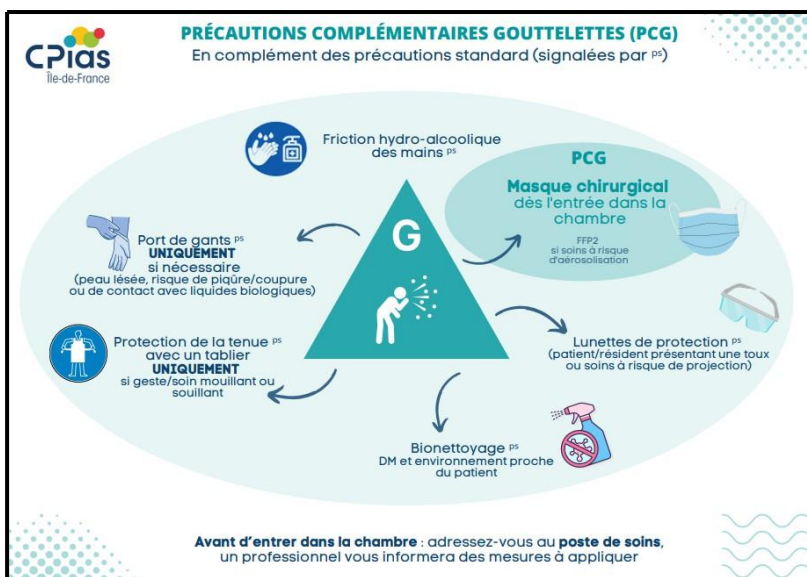 CPias
Île-de-France
PRÉCAUTIONS COMPLÉMENTAIRES GOUTTELETTES (PCG)
En complément des précautions standard (signalées par ps)
Friction hydro-alcoolique
des mains ps
PCG
Masque chirurgical
dès l'entrée dans la
chambre
FFP2
si soins à risque
d'aérosolisation
G
Port de gants ps
UNIQUEMENT
si nécessaire
(peau lésée, risque de piqûre/coupure
ou de contact avec liquides biologiques)
Protection de la tenue ps
avec un tablier
UNIQUEMENT
si geste/soin mouillant ou
souillant
Lunettes de protection ps
(patient/résident présentant une toux
ou soins à risque de projection)
Bionettoyage ps
DM et environnement proche
du patient
Avant d'entrer dans la chambre : adressez-vous au poste de soins,
un professionnel vous informera des mesures à appliquer